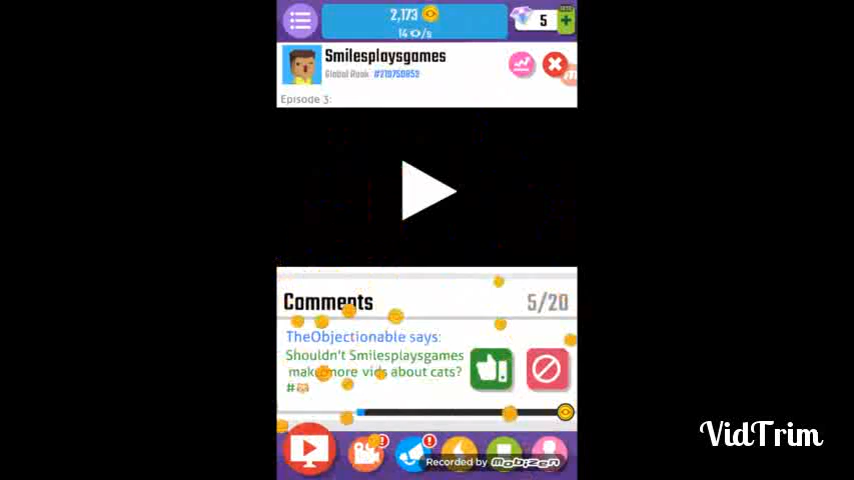 2,173
14 /s
5
Smilesplaysgames
Global Rank
Episode 3:
Comments 5/20
TheObjectionable says:
Shouldn't Smilesplaysgames
make more vids about cats?
#
VidTrim
Recorded by mobizen